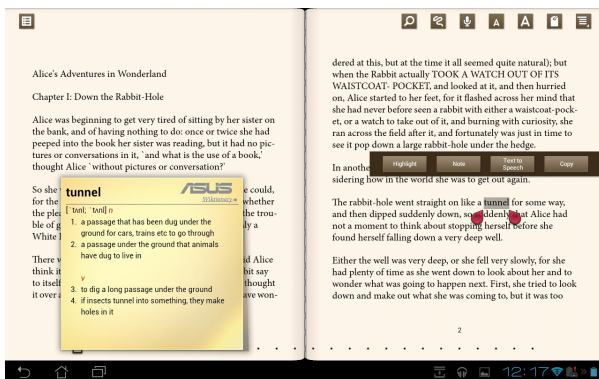 Alice's Adventures in Wonderland
Chapter I: Down the Rabbit-Hole
Alice was beginning to get very tired of sitting by her sister on
the bank, and of having nothing to do: once or twice she had
peeped into the book her sister was reading, but it had no pic-
tures or conversations in it, `and what is the use of a book,'
thought Alice `without pictures or conversation?'
So she could,
for the whether
the the trou-
ble of a
White
There Alice
think it say
to itself thought
it over won-
tunnel
ASUS
Wiktionary
[ˈtʌnl; ˈtʌnl] n
1. a passage that has been dug under the
ground for cars, trains etc to go through
2. a passage under the ground that animals
have dug to live in
v
3. to dig a long passage under the ground
4. if insects tunnel into something, they make
holes in it
A A
dered at this, but at the time it all seemed quite natural); but
when the Rabbit actually TOOK A WATCH OUT OF ITS
WAISTCOAT- POCKET, and looked at it, and then hurried
on, Alice started to her feet, for it flashed across her mind that
she had never before seen a rabbit with either a waistcoat-pock-
et, or a watch to take out of it, and burning with curiosity, she
ran across the field after it, and fortunately was just in time to
see it pop down a large rabbit-hole under the hedge.
Highlight Note Text to Speech Copy
In
sidering how in the world she was to get out again.
The rabbit-hole went straight on like a tunnel for some way,
and then dipped suddenly down, so suddenly that Alice had
not a moment to think about stopping herself before she
found herself falling down a very deep well.
Either the well was very deep, or she fell very slowly, for she
had plenty of time as she went down to look about her and to
wonder what was going to happen next. First, she tried to look
down and make out what she was coming to, but it was too
2
12:17